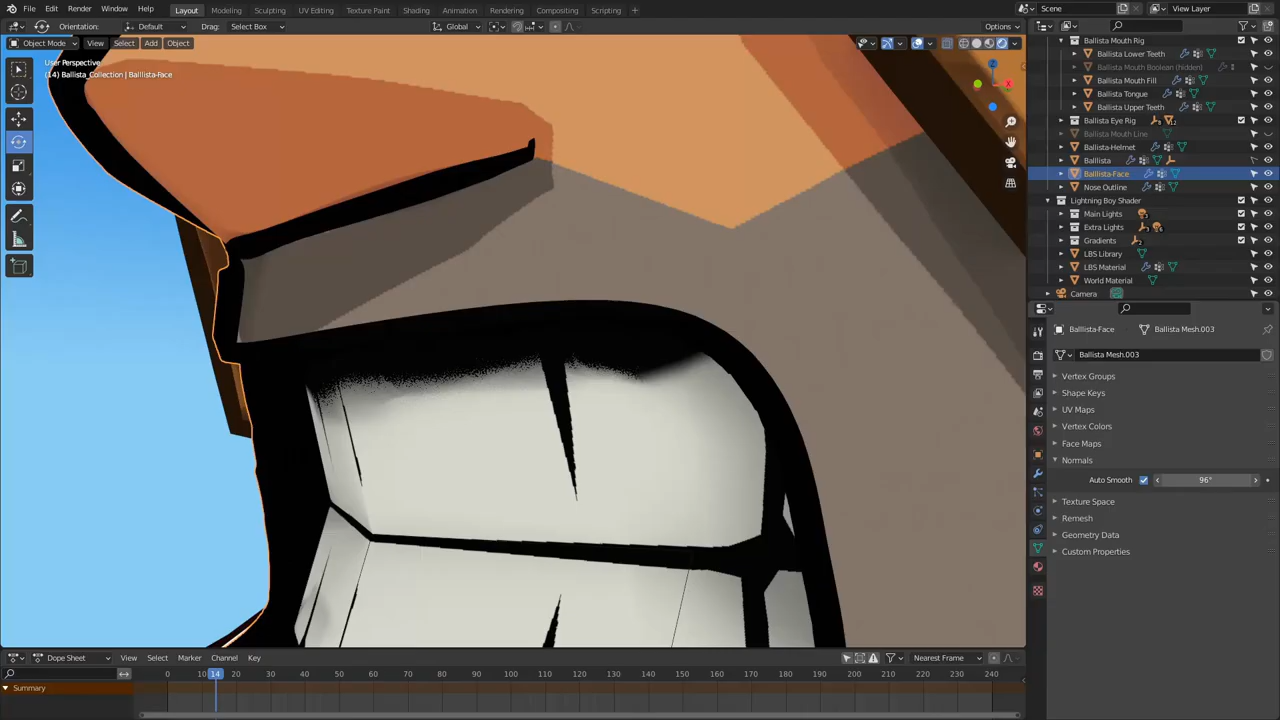 File Edit Render Window Help Layout Modeling Sculpting UV Editing Texture Paint Shading Animation Rendering Compositing Scripting + Scene View Layer
Orientation: Default Drag: Select Box Global Options
Object Mode View Select Add Object
User Perspective
(14) Ballista_Collection | Balllista-Face
Z
X
Ballista Mouth Rig
Ballista Lower Teeth
Ballista Mouth Boolean (hidden)
Ballista Mouth Fill
Ballista Tongue
Ballista Upper Teeth
Ballista Eye Rig
Ballista Mouth Line
Ballista-Helmet
Balllista
Balllista-Face
Nose Outline
Lightning Boy Shader
Main Lights
Extra Lights
Gradients
LBS Library
LBS Material
World Material
Camera
Balllista-Face Ballista Mesh.003
Ballista Mesh.003
Vertex Groups
Shape Keys
UV Maps
Vertex Colors
Face Maps
Normals
Auto Smooth 96°
Texture Space
Remesh
Geometry Data
Custom Properties
Dope Sheet View Select Marker Channel Key Nearest Frame
0 10 14 20 30 40 50 60 70 80 90 100 110 120 130 140 150 160 170 180 190 200 210 220 230 240
Summary